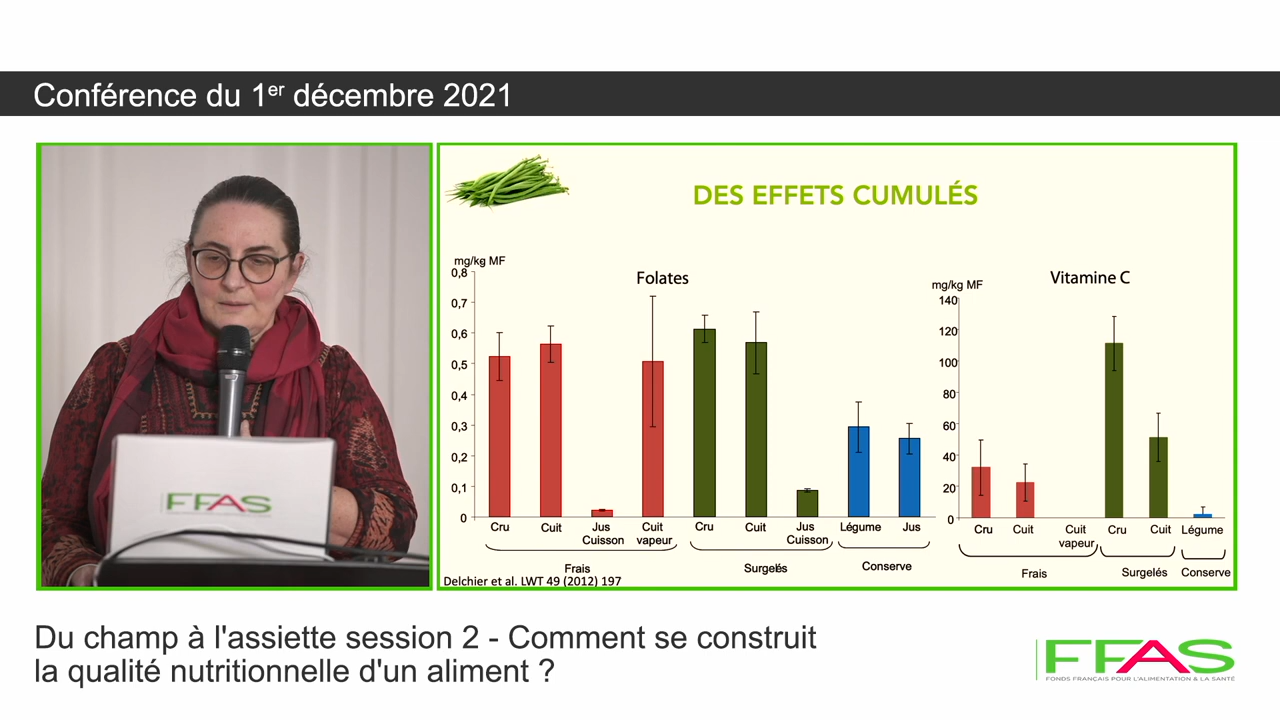 Conférence du 1er décembre 2021
FFAS
DES EFFETS CUMULÉS
mg/kg MF
Folates
0,8
0,7
0,6
0,5
0,4
0,3
0,2
0,1
0
Cru
Cuit
Jus
Cuisson
Cuit
vapeur
Cru
Cuit
Jus
Cuisson
Légume
Jus
Frais
Surgelés
Conserve
Delchier et al. LWT 49 (2012) 197
mg/kg MF
Vitamine C
140
120
100
80
60
40
20
0
Cru
Cuit
Cuit
vapeur
Cru
Cuit
Légume
Frais
Surgelés
Conserve
Du champ à l'assiette session 2 - Comment se construit
la qualité nutritionnelle d'un aliment ?
FFAS
FONDS FRANÇAIS POUR L'ALIMENTATION & LA SANTÉ